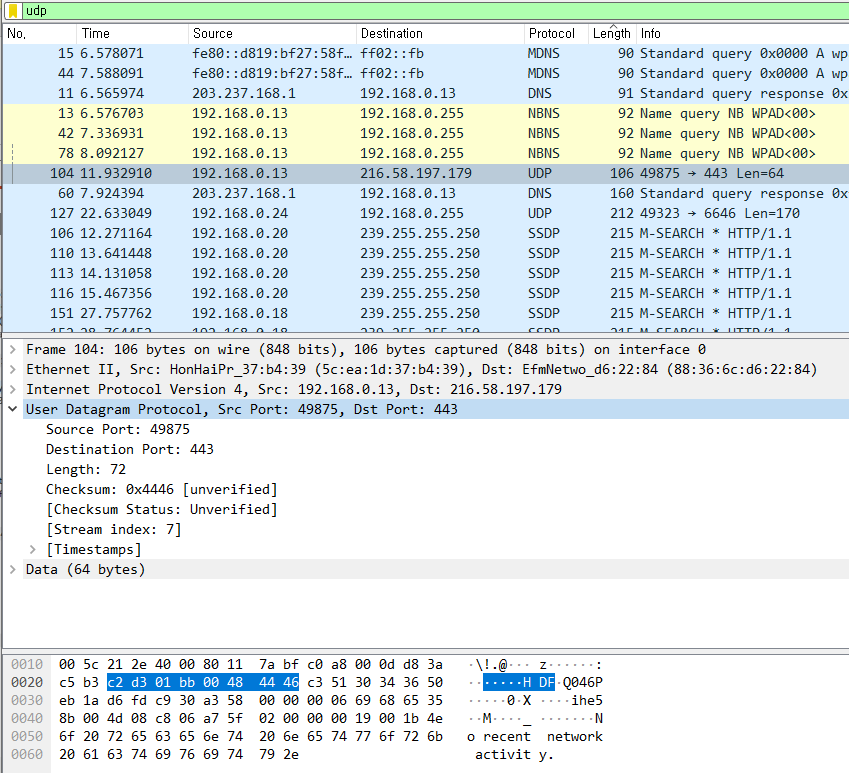 udp
No. Time Source Destination Protocol Length Info
15 6.578071 fe80::d819:bf27:58f… ff02::fb MDNS 90 Standard query 0x0000 A wp
44 7.588091 fe80::d819:bf27:58f… ff02::fb MDNS 90 Standard query 0x0000 A wp
11 6.565974 203.237.168.1 192.168.0.13 DNS 91 Standard query response 0x
13 6.576703 192.168.0.13 192.168.0.255 NBNS 92 Name query NB WPAD<00>
42 7.336931 192.168.0.13 192.168.0.255 NBNS 92 Name query NB WPAD<00>
78 8.092127 192.168.0.13 192.168.0.255 NBNS 92 Name query NB WPAD<00>
104 11.932910 192.168.0.13 216.58.197.179 UDP 106 49875 → 443 Len=64
60 7.924394 203.237.168.1 192.168.0.13 DNS 160 Standard query response 0x
127 22.633049 192.168.0.24 192.168.0.255 UDP 212 49323 → 6646 Len=170
106 12.271164 192.168.0.20 239.255.255.250 SSDP 215 M-SEARCH * HTTP/1.1
110 13.641448 192.168.0.20 239.255.255.250 SSDP 215 M-SEARCH * HTTP/1.1
113 14.131058 192.168.0.20 239.255.255.250 SSDP 215 M-SEARCH * HTTP/1.1
116 15.467356 192.168.0.20 239.255.255.250 SSDP 215 M-SEARCH * HTTP/1.1
151 27.757762 192.168.0.18 239.255.255.250 SSDP 215 M-SEARCH * HTTP/1.1
152 28.764452 192.168.0.18 239.255.255.250 SSDP 215 M-SEARCH * HTTP/1.1
Frame 104: 106 bytes on wire (848 bits), 106 bytes captured (848 bits) on interface 0
Ethernet II, Src: HonHaiPr_37:b4:39 (5c:ea:1d:37:b4:39), Dst: EfmNetwo_d6:22:84 (88:36:6c:d6:22:84)
Internet Protocol Version 4, Src: 192.168.0.13, Dst: 216.58.197.179
User Datagram Protocol, Src Port: 49875, Dst Port: 443
Source Port: 49875
Destination Port: 443
Length: 72
Checksum: 0x4446 [unverified]
[Checksum Status: Unverified]
[Stream index: 7]
[Timestamps]
Data (64 bytes)
0010 00 5c 21 2e 40 00 80 11 7a bf c0 a8 00 0d d8 3a ·\!.@··· z······:
0020 c5 b3 c2 d3 01 bb 00 48 44 46 c3 51 30 34 36 50 ·······H DF·Q046P
0030 eb 1a d6 fd c9 30 a3 58 00 00 00 06 69 68 65 35 ·····0·X ····ihe5
0040 8b 00 4d 08 c8 06 a7 5f 02 00 00 00 19 00 1b 4e ··M····_ ·······N
0050 6f 20 72 65 63 65 6e 74 20 6e 65 74 77 6f 72 6b o recent network
0060 20 61 63 74 69 76 69 74 79 2e activity.